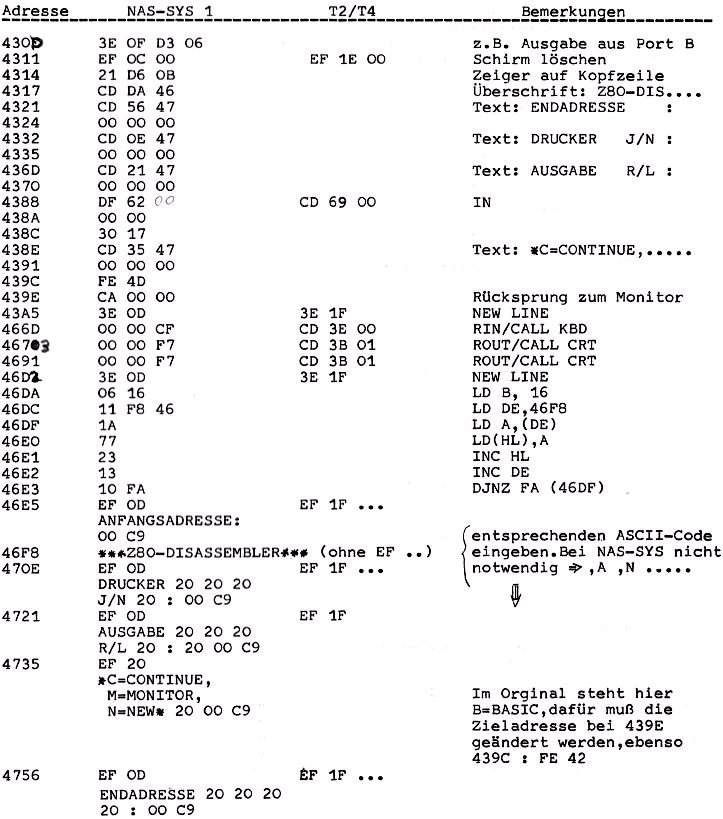 Adresse NAS-SYS 1 T2/T4 Bemerkungen
430D 3E OF D3 06 z.B. Ausgabe aus Port B
4311 EF OC 00 EF 1E 00 Schirm löschen
4314 21 D6 0B Zeiger auf Kopfzeile
4317 CD DA 46 Überschrift: Z80-DIS....
4321 CD 56 47 Text: ENDADRESSE :
4324 00 00 00
4332 CD OE 47 Text: DRUCKER J/N :
4335 00 00 00
436D CD 21 47 Text: AUSGABE R/L :
4370 00 00 00
4388 DF 62 00 CD 69 00 IN
438A 00 00
438C 30 17
438E CD 35 47 Text: *C=CONTINUE,.....
4391 00 00 00
439C FE 4D
439E CA 00 00 Rücksprung zum Monitor
43A5 3E OD 3E 1F NEW LINE
466D 00 00 CF CD 3E 00 RIN/CALL KBD
4673 00 00 F7 CD 3B 01 ROUT/CALL CRT
4691 00 00 F7 CD 3B 01 ROUT/CALL CRT
46D2 3E OD 3E 1F NEW LINE
46DA 06 16 LD B, 16
46DC 11 F8 46 LD DE,46F8
46DF 1A LD A,(DE)
46E0 77 LD(HL),A
46E1 23 INC HL
46E2 13 INC DE
46E3 10 FA DJNZ FA (46DF)
46E5 EF OD EF 1F ...
ANFANGSADRESSE:
00 C9
46F8 ***Z80-DISASSEMBLER*** (ohne EF ..)
entsprechenden ASCII-Code
eingeben.Bei NAS-SYS nicht
notwendig ⇒ ,A ,N .....
⇓
470E EF OD EF 1F ...
DRUCKER 20 20 20
J/N 20 : 00 C9
4721 EF OD EF 1F
AUSGABE 20 20 20
R/L 20 : 20 00 C9
4735 EF 20
*C=CONTINUE,
M=MONITOR,
N=NEW* 20 00 C9
Im Orginal steht hier
B=BASIC,dafür muß die
Zieladresse bei 439E
geändert werden,ebenso
439C : FE 42
4756 EF OD EF 1F ...
ENDADRESSE 20 20 20
20 : 00 C9